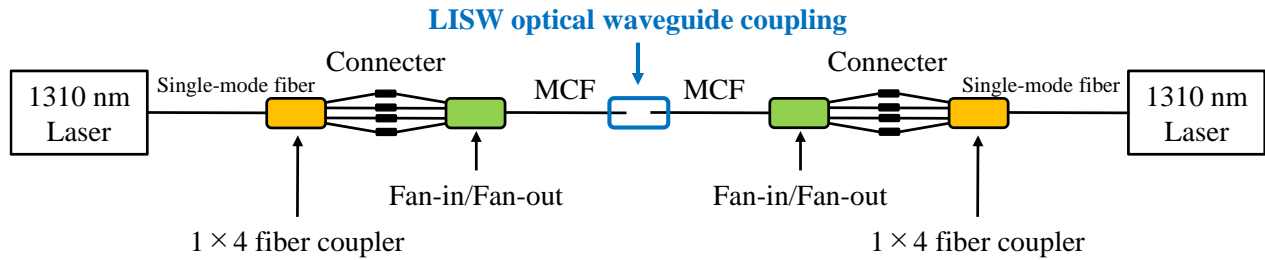 LISW optical waveguide coupling
1310 nm
Laser
Single-mode fiber
Connecter
MCF
MCF
Connecter
Single-mode fiber
1310 nm
Laser
Fan-in/Fan-out
Fan-in/Fan-out
1×4 fiber coupler
1×4 fiber coupler